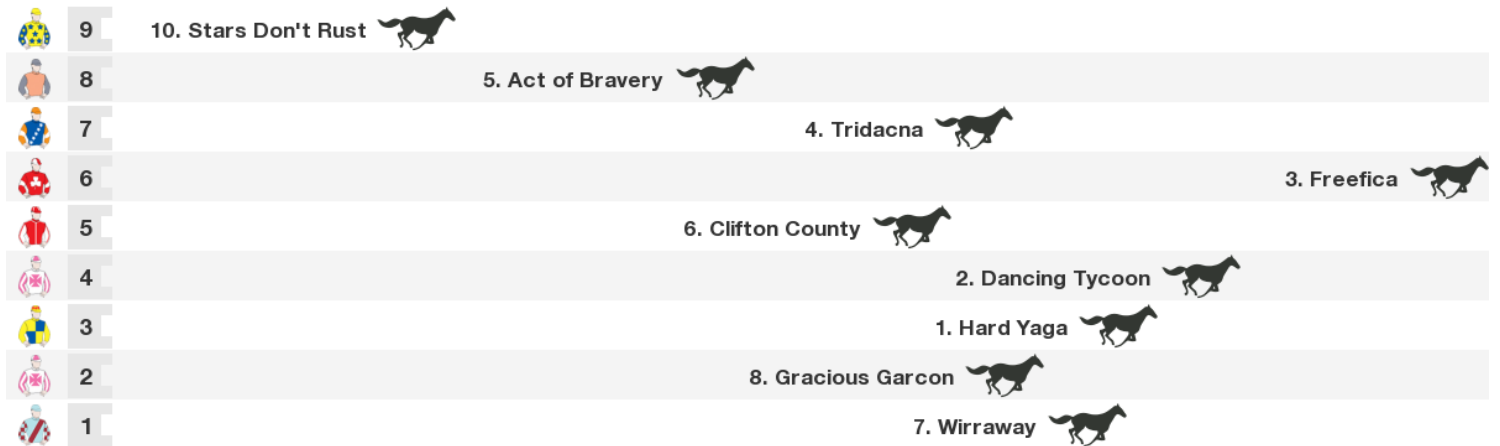 9 10. Stars Don't Rust
8 5. Act of Bravery
7 4. Tridacna
6 3. Freefica
5 6. Clifton County
4 2. Dancing Tycoon
3 1. Hard Yaga
2 8. Gracious Garcon
1 7. Wirraway